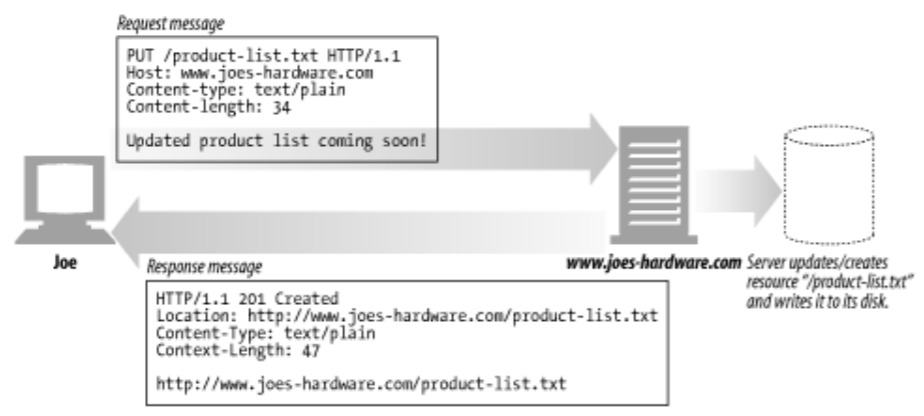 Request message
PUT /product-list.txt HTTP/1.1
Host: www.joes-hardware.com
Content-type: text/plain
Content-length: 34
Updated product list coming soon!
Joe
www.joes-hardware.com
Server updates/creates
resource "/product-list.txt"
and writes it to its disk.
Response message
HTTP/1.1 201 Created
Location: http://www.joes-hardware.com/product-list.txt
Content-Type: text/plain
Context-Length: 47
http://www.joes-hardware.com/product-list.txt